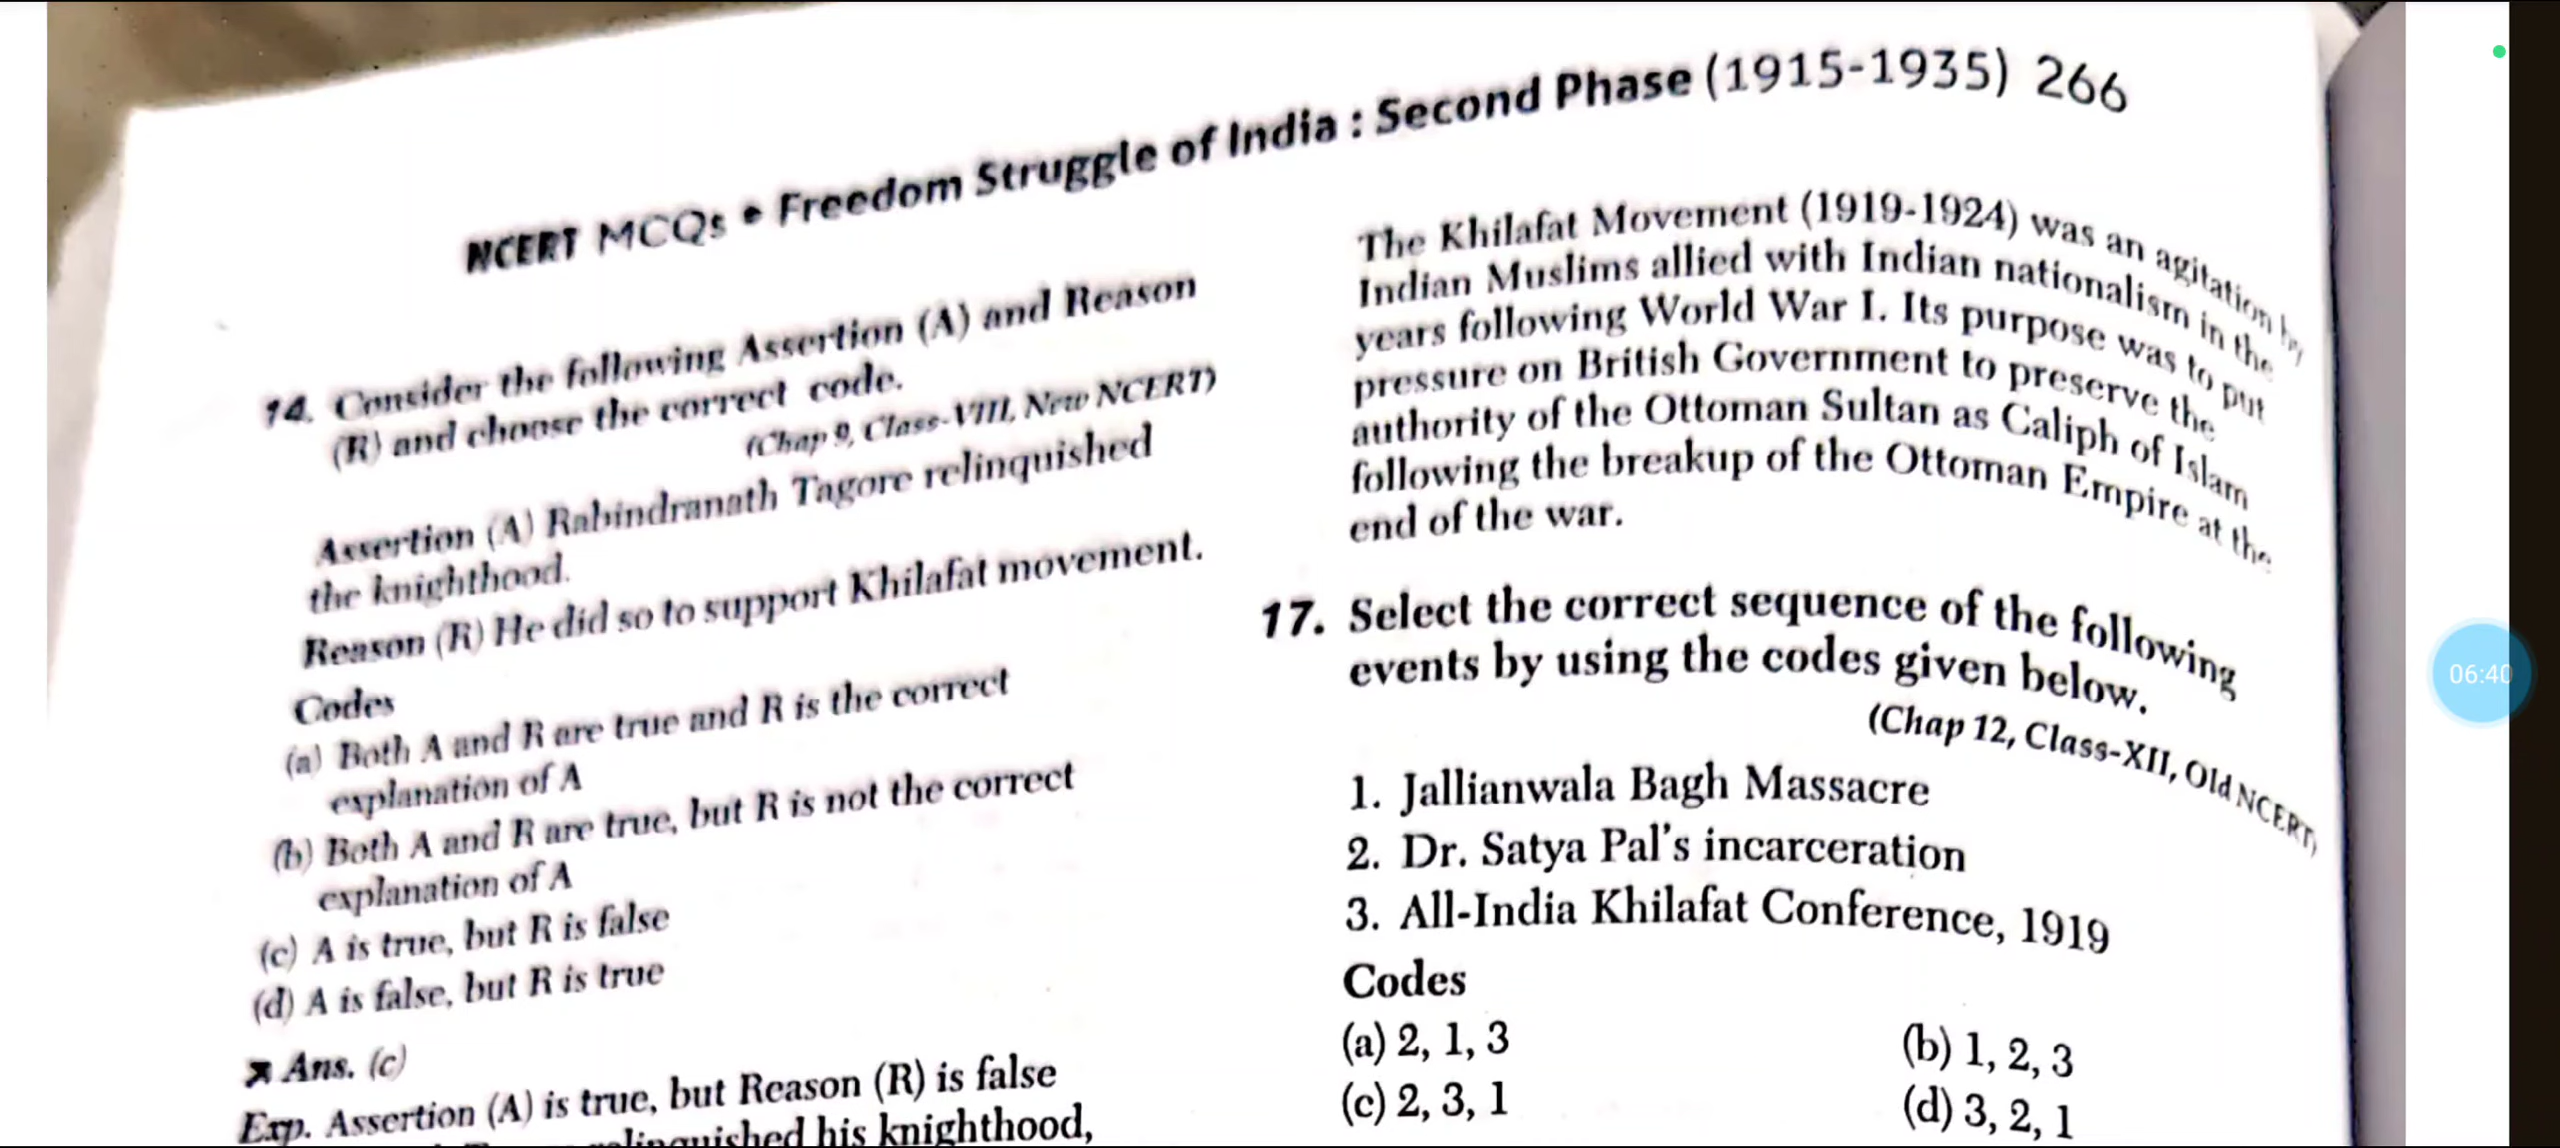 NCERT MCQs • Freedom Struggle of India : Second Phase (1915-1935) 266
14. Consider the following Assertion (A) and Reason
(R) and choose the correct code.
(Chap 9, Class-VIII, New NCERT)
Assertion (A) Rabindranath Tagore relinquished
the knighthood.
Reason (R) He did so to support Khilafat movement.
Codes
(a) Both A and R are true and R is the correct
explanation of A
(b) Both A and R are true, but R is not the correct
explanation of A
(c) A is true, but R is false
(d) A is false, but R is true
Ans. (c)
Exp. Assertion (A) is true, but Reason (R) is false
relinquished his knighthood,
The Khilafat Movement (1919-1924) was an agitation by
Indian Muslims allied with Indian nationalism in the
years following World War I. Its purpose was to put
pressure on British Government to preserve the
authority of the Ottoman Sultan as Caliph of Islam
following the breakup of the Ottoman Empire at the
end of the war.
17. Select the correct sequence of the following
events by using the codes given below.
(Chap 12, Class-XII, Old NCERT)
1. Jallianwala Bagh Massacre
2. Dr. Satya Pal's incarceration
3. All-India Khilafat Conference, 1919
Codes
(a) 2, 1, 3 (b) 1, 2, 3
(c) 2, 3, 1 (d) 3, 2, 1
06:40